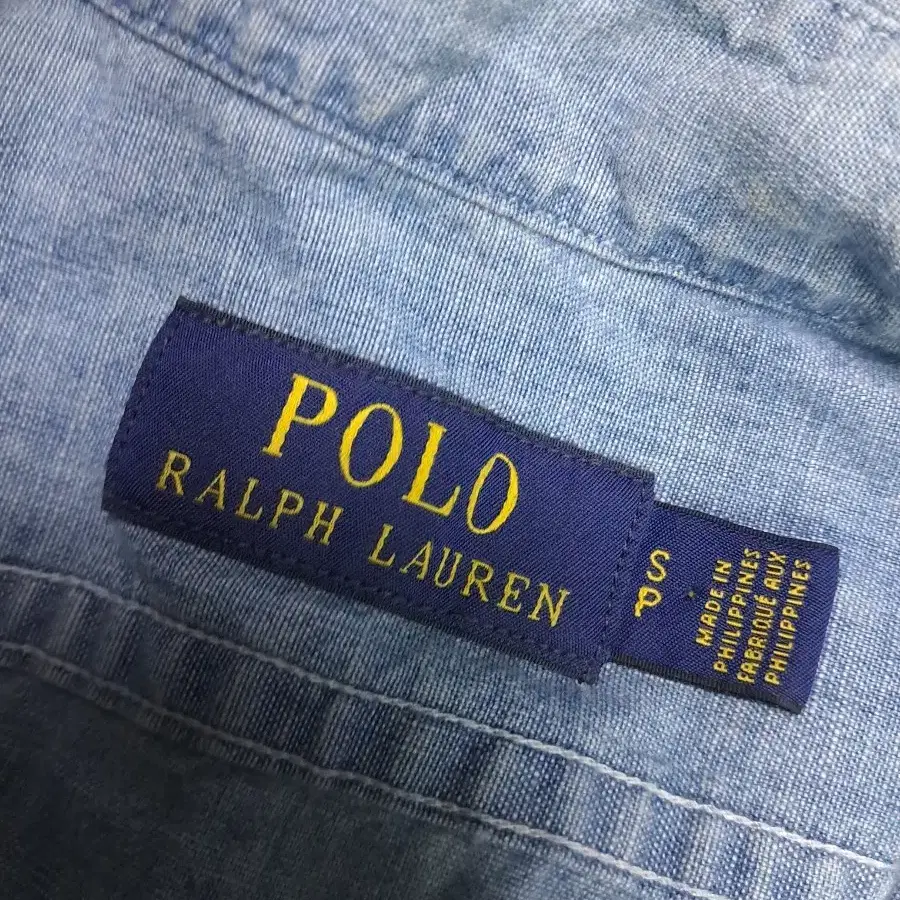 POLO
RALPH LAUREN
S
P
MADE IN
PHILIPPINES
FABRIQUÉ AUX
PHILIPPINES